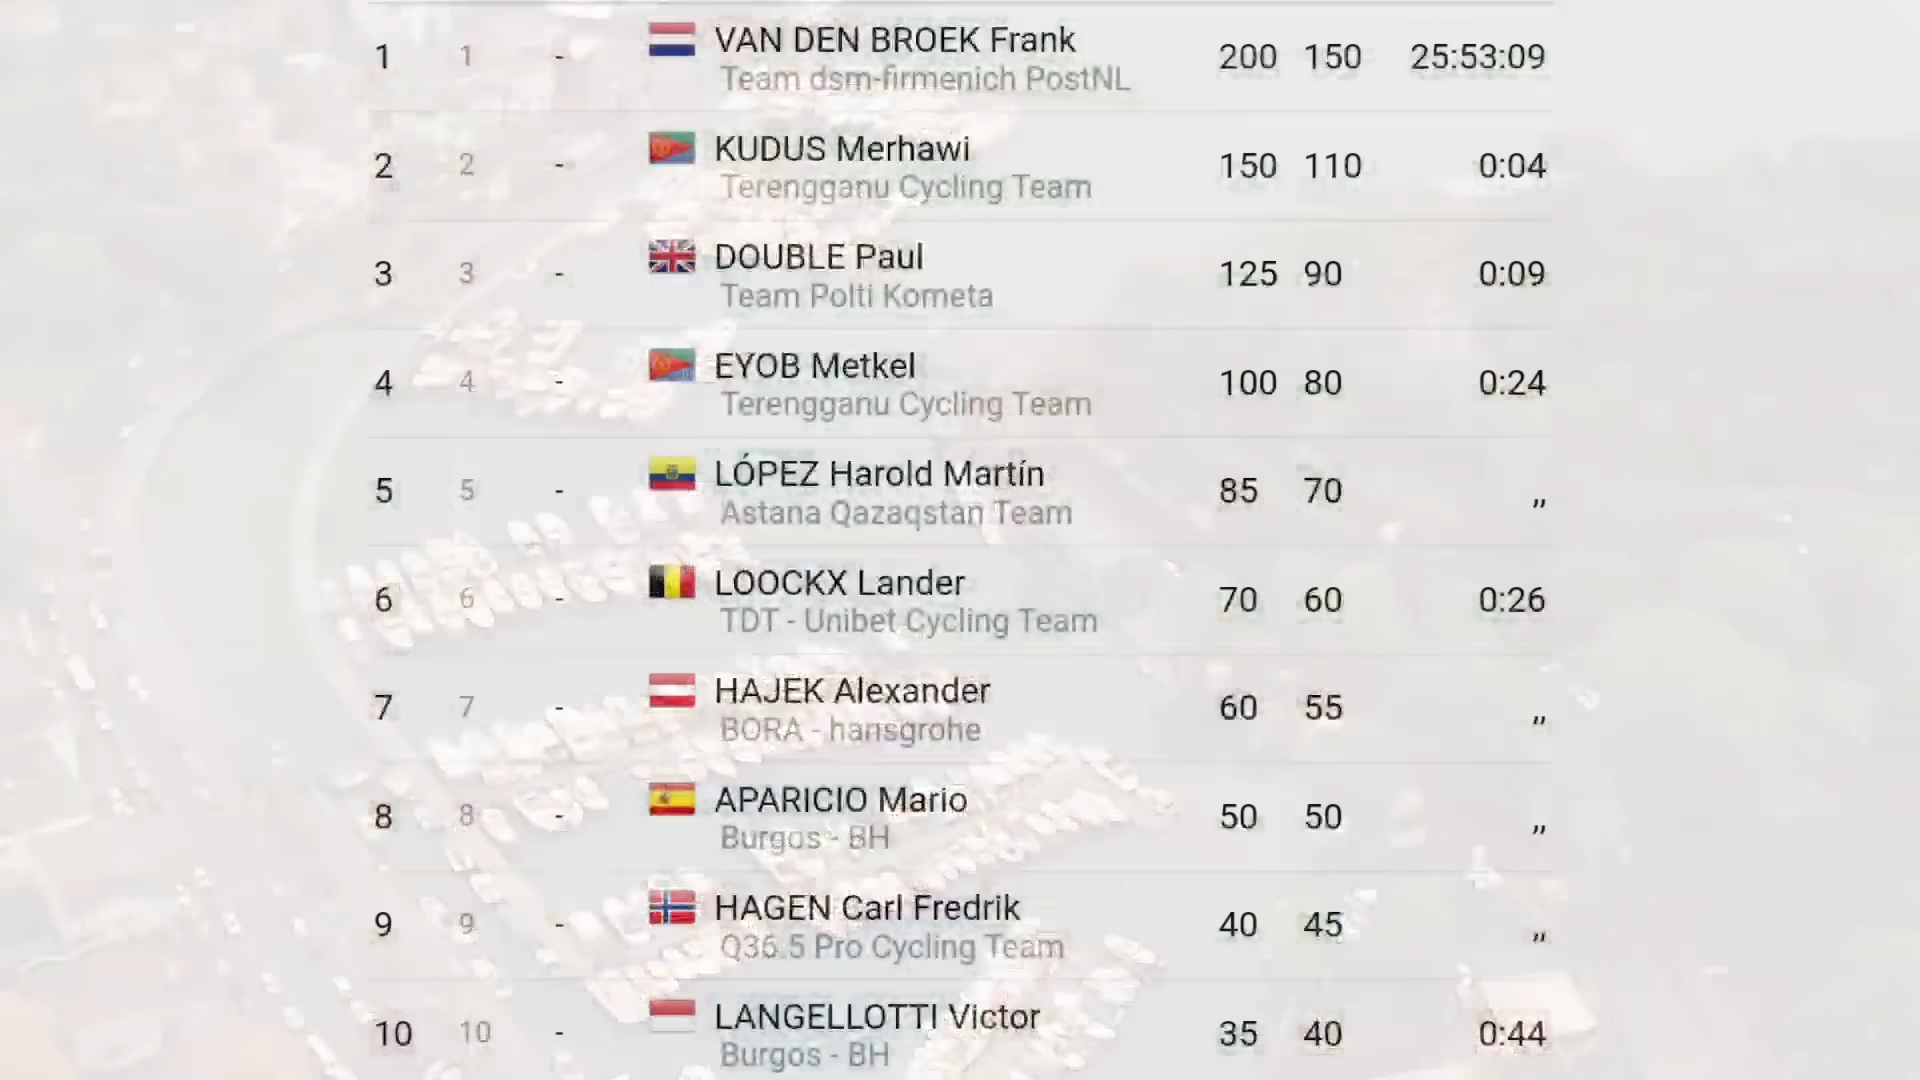 1 1 - VAN DEN BROEK Frank 200 150 25:53:09
Team dsm-firmenich PostNL
2 2 - KUDUS Merhawi 150 110 0:04
Terengganu Cycling Team
3 3 - DOUBLE Paul 125 90 0:09
Team Polti Kometa
4 4 - EYOB Metkel 100 80 0:24
Terengganu Cycling Team
5 5 - LÓPEZ Harold Martín 85 70 ,,
Astana Qazaqstan Team
6 6 - LOOCKX Lander 70 60 0:26
TDT - Unibet Cycling Team
7 7 - HAJEK Alexander 60 55 ,,
BORA - hansgrohe
8 8 - APARICIO Mario 50 50 ,,
Burgos - BH
9 9 - HAGEN Carl Fredrik 40 45 ,,
Q36.5 Pro Cycling Team
10 10 - LANGELLOTTI Victor 35 40 0:44
Burgos - BH